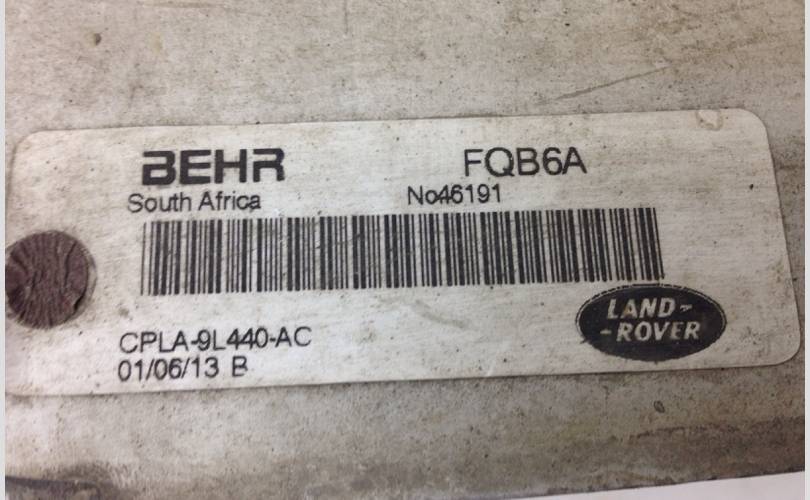 BEHR FQB6A
South Africa No46191
LAND-
-ROVER
CPLA-9L440-AC
01/06/13 B